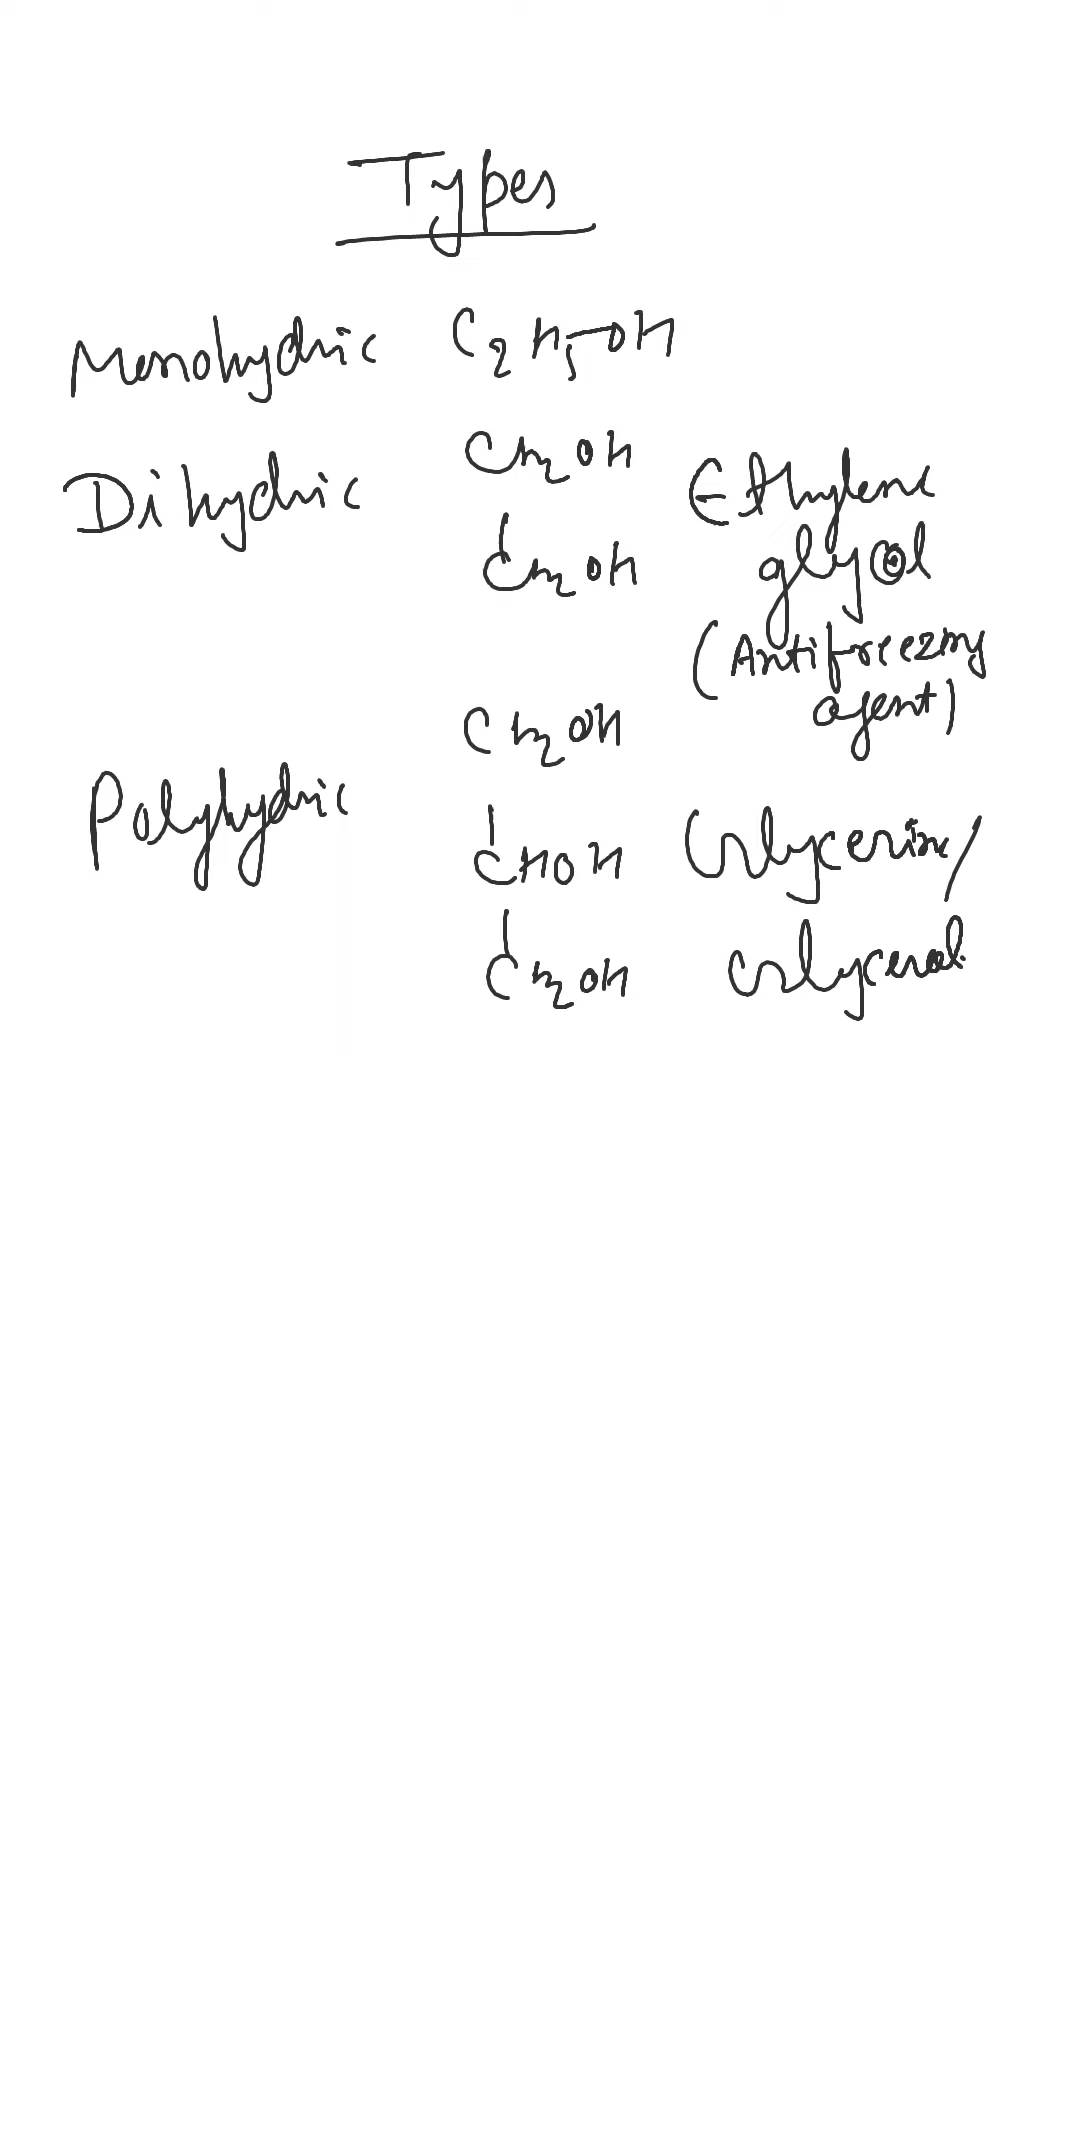 Types
Monohydric C2H5-OH
Dihydric CH2OH Ethylene
CH2OH glycol
(Antifreezing
agent)
CH2OH
Polyhydric
CHOH Glycerine/
CH2OH Glycerol.